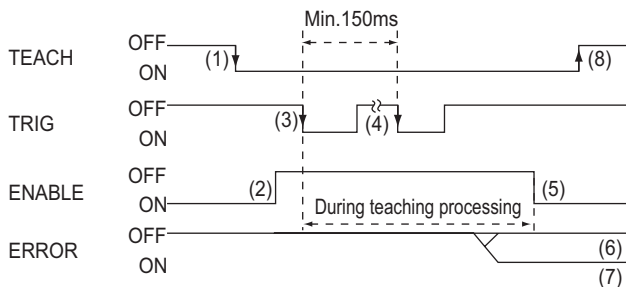 Min.150ms
TEACH
OFF
ON
(1)
(8)
TRIG
OFF
ON
(3)
(4)
ENABLE
OFF
ON
(2)
(5)
During teaching processing
ERROR
OFF
ON
(6)
(7)